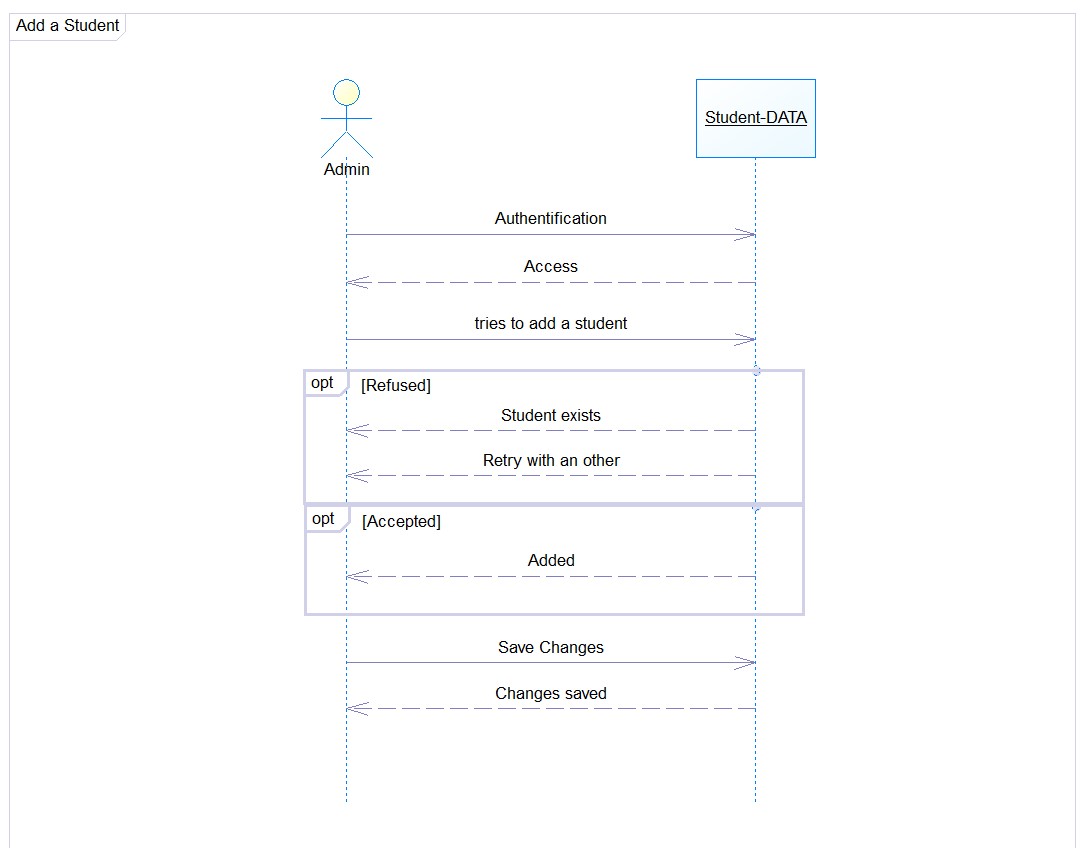 Add a Student
Student-DATA
Admin
Authentification
Access
tries to add a student
opt
[Refused]
Student exists
Retry with an other
opt
[Accepted]
Added
Save Changes
Changes saved